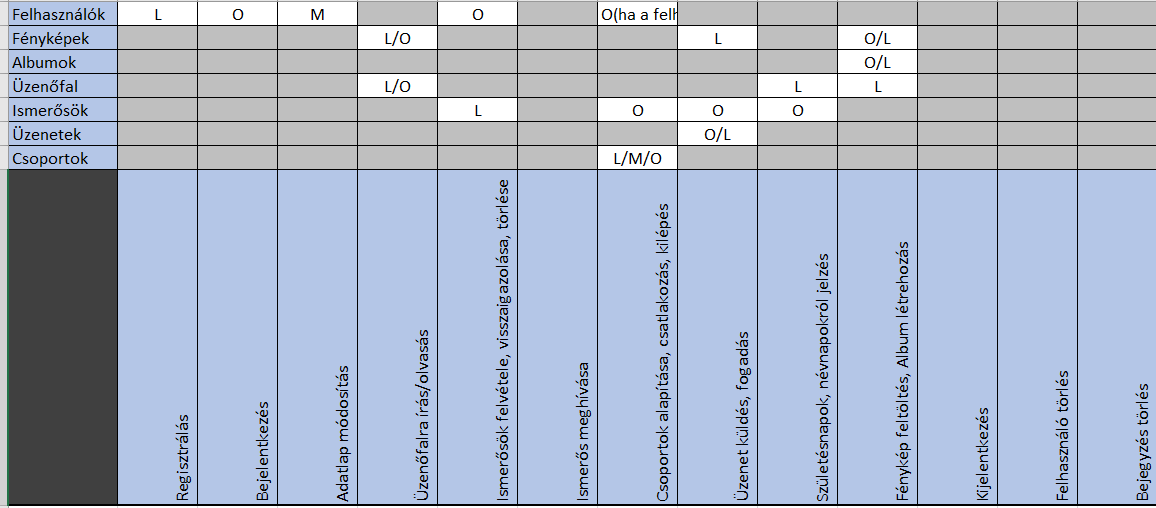 Felhasználók L O M O O(ha a felh
Fényképek L/O L O/L
Albumok O/L
Üzenőfal L/O L L
Ismerősök L O O O
Üzenetek O/L
Csoportok L/M/O
Regisztrálás
Bejelentkezés
Adatlap módosítás
Üzenőfalra írás/olvasás
Ismerősök felvétele, visszaigazolása, törlése
Ismerős meghívása
Csoportok alapítása, csatlakozás, kilépés
Üzenet küldés, fogadás
Születésnapok, névnapokról jelzés
Fénykép feltöltés, Album létrehozás
Kijelentkezés
Felhasználó törlés
Bejegyzés törlés